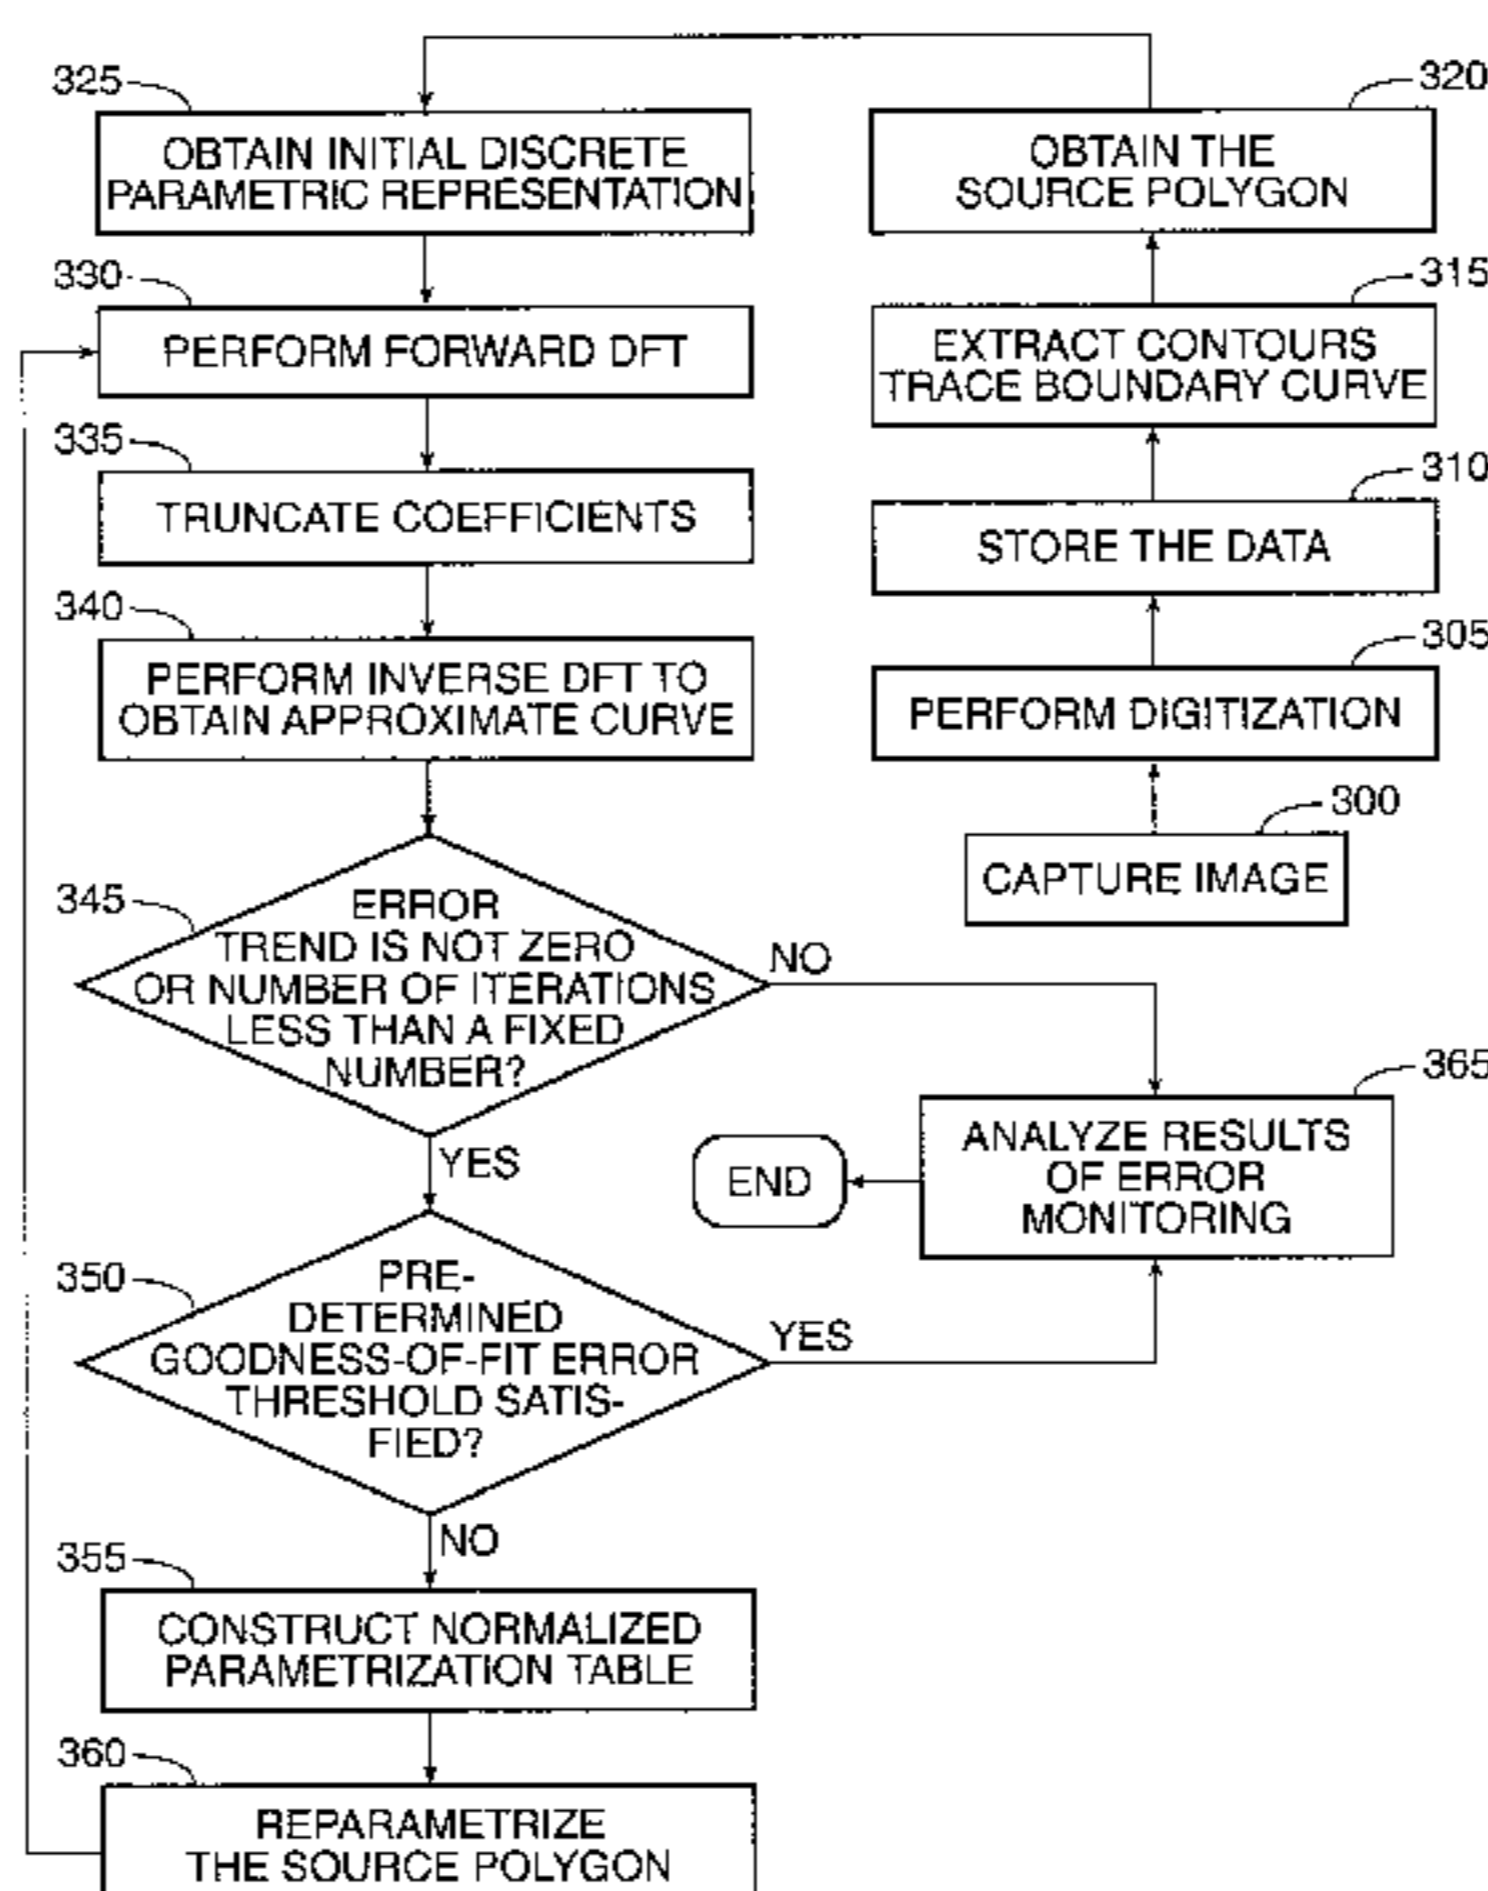 325
OBTAIN INITIAL DISCRETE
PARAMETRIC REPRESENTATION
330
PERFORM FORWARD DFT
335
TRUNCATE COEFFICIENTS
340
PERFORM INVERSE DFT TO
OBTAIN APPROXIMATE CURVE
345
ERROR
TREND IS NOT ZERO
OR NUMBER OF ITERATIONS
LESS THAN A FIXED
NUMBER?
NO
YES
350
PRE-
DETERMINED
GOODNESS-OF-FIT ERROR
THRESHOLD SATIS-
FIED?
YES
NO
355
CONSTRUCT NORMALIZED
PARAMETRIZATION TABLE
360
REPARAMETRIZE
THE SOURCE POLYGON
320
OBTAIN THE
SOURCE POLYGON
315
EXTRACT CONTOURS
TRACE BOUNDARY CURVE
310
STORE THE DATA
305
PERFORM DIGITIZATION
300
CAPTURE IMAGE
365
ANALYZE RESULTS
OF ERROR
MONITORING
END